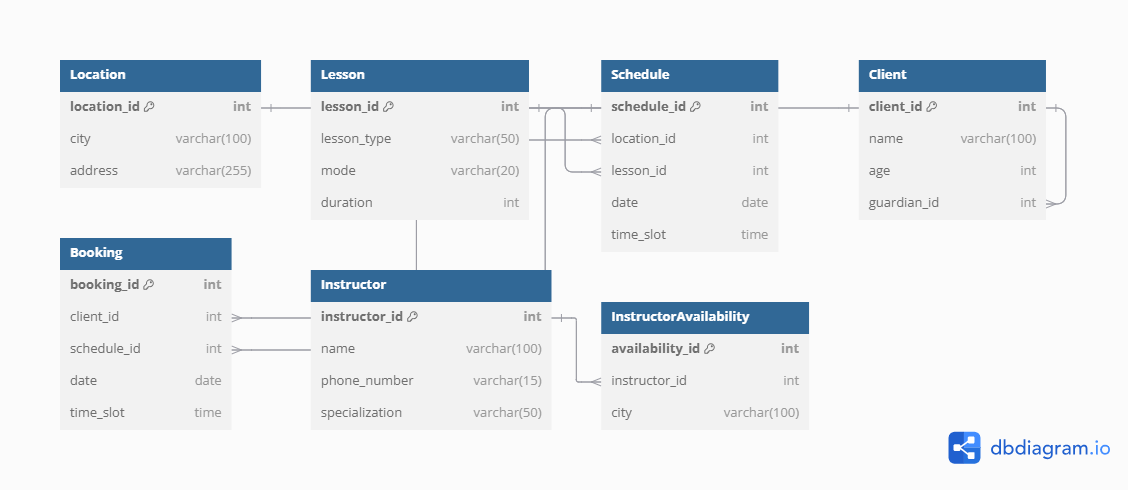 Location
location_id int
city varchar(100)
address varchar(255)
Lesson
lesson_id int
lesson_type varchar(50)
mode varchar(20)
duration int
Schedule
schedule_id int
location_id int
lesson_id int
date date
time_slot time
Client
client_id int
name varchar(100)
age int
guardian_id int
Booking
booking_id int
client_id int
schedule_id int
date date
time_slot time
Instructor
instructor_id int
name varchar(100)
phone_number varchar(15)
specialization varchar(50)
InstructorAvailability
availability_id int
instructor_id int
city varchar(100)
dbdiagram.io